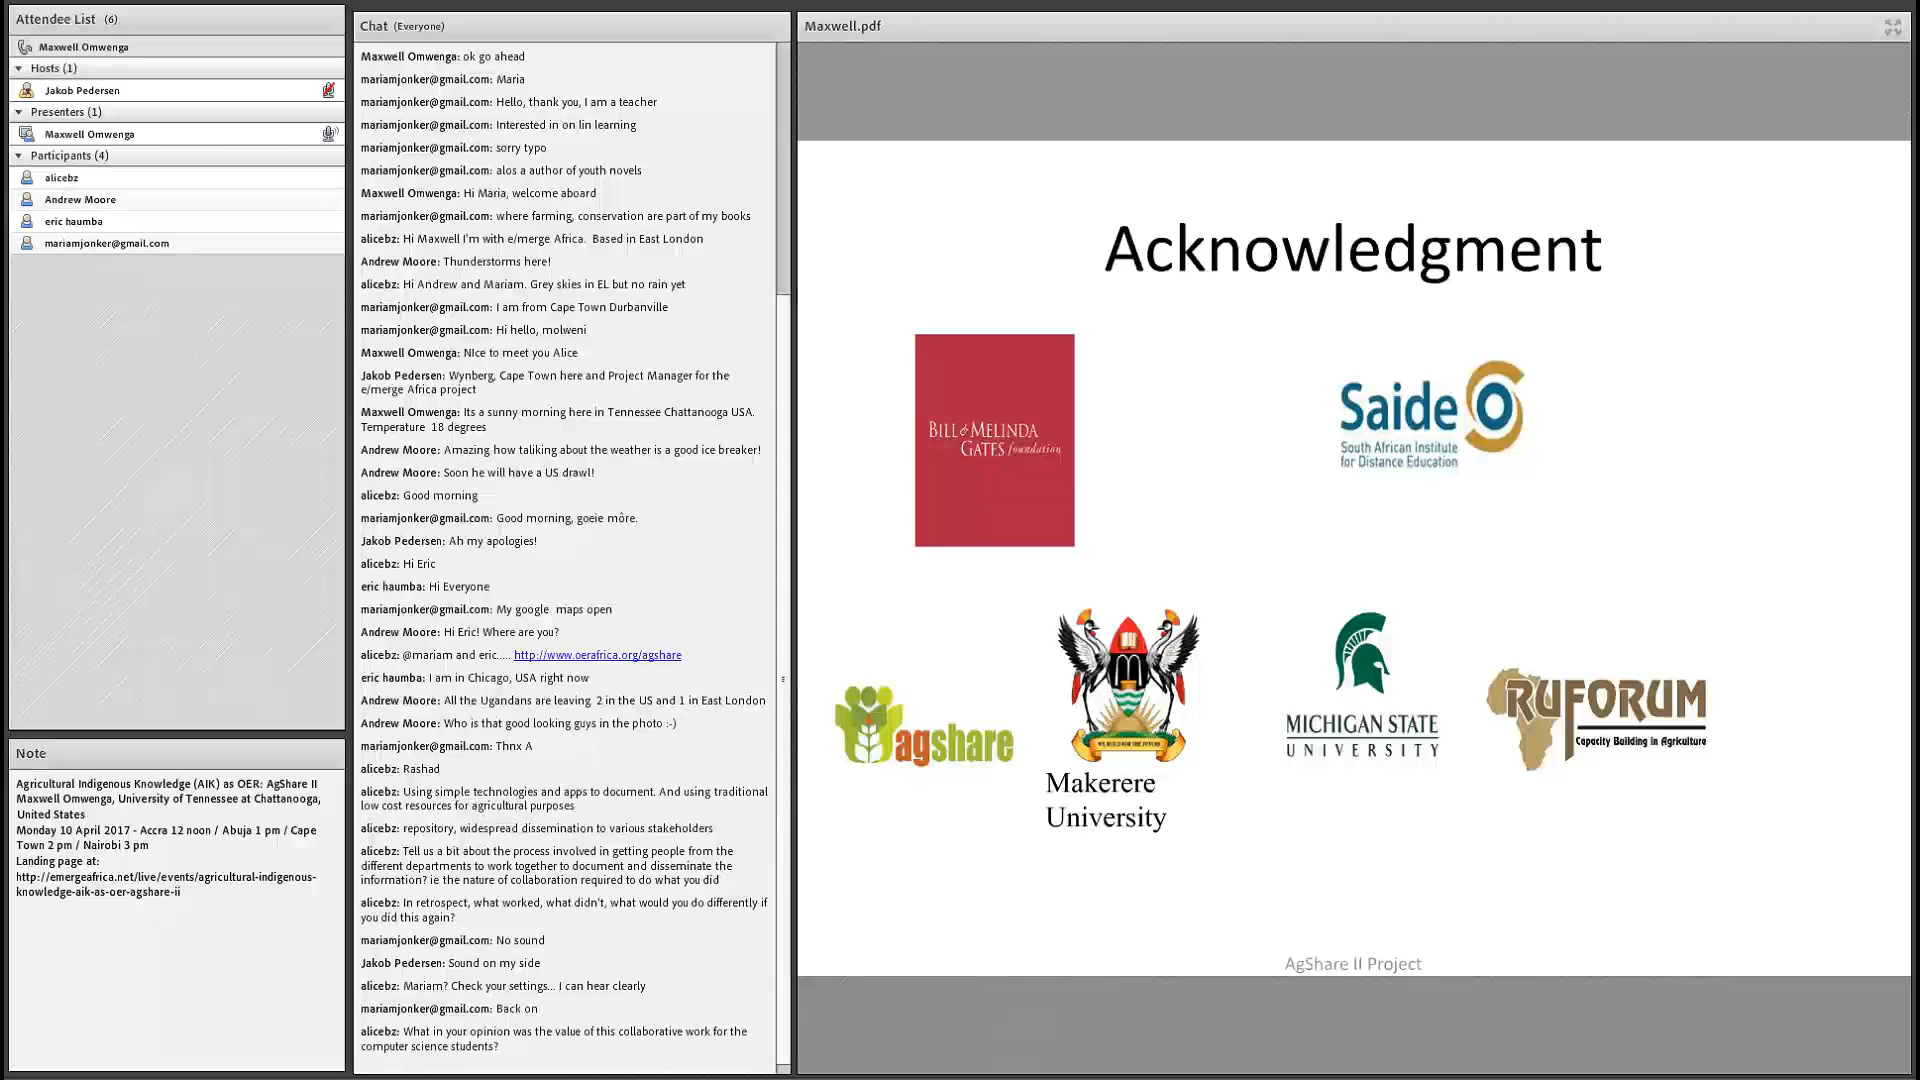 Attendee List (6)
Maxwell Omwenga
Hosts (1)
Jakob Pedersen
Presenters (1)
Maxwell Omwenga
Participants (4)
alicebz
Andrew Moore
eric haumba
mariamjonker@gmail.com
Note
Agricultural Indigenous Knowledge (AIK) as OER: AgShare II
Maxwell Omwenga, University of Tennessee at Chattanooga,
United States
Monday 10 April 2017 - Accra 12 noon / Abuja 1 pm / Cape
Town 2 pm / Nairobi 3 pm
Landing page at:
http://emergeafrica.net/live/events/agricultural-indigenous-
knowledge-aik-as-oer-agshare-ii
Chat (Everyone)
Maxwell Omwenga: ok go ahead
mariamjonker@gmail.com: Maria
mariamjonker@gmail.com: Hello, thank you, I am a teacher
mariamjonker@gmail.com: Interested in on lin learning
mariamjonker@gmail.com: sorry typo
mariamjonker@gmail.com: alos a author of youth novels
Maxwell Omwenga: Hi Maria, welcome aboard
mariamjonker@gmail.com: where farming, conservation are part of my books
alicebz: Hi Maxwell I'm with e/merge Africa. Based in East London
Andrew Moore: Thunderstorms here!
alicebz: Hi Andrew and Mariam. Grey skies in EL but no rain yet
mariamjonker@gmail.com: I am from Cape Town Durbanville
mariamjonker@gmail.com: Hi hello, molweni
Maxwell Omwenga: NIce to meet you Alice
Jakob Pedersen: Wynberg, Cape Town here and Project Manager for the
e/merge Africa project
Maxwell Omwenga: Its a sunny morning here in Tennessee Chattanooga USA.
Temperature 18 degrees
Andrew Moore: Amazing how taliking about the weather is a good ice breaker!
Andrew Moore: Soon he will have a US drawl!
alicebz: Good morning
mariamjonker@gmail.com: Good morning, goeie môre.
Jakob Pedersen: Ah my apologies!
alicebz: Hi Eric
eric haumba: Hi Everyone
mariamjonker@gmail.com: My google maps open
Andrew Moore: Hi Eric! Where are you?
alicebz: @mariam and eric..... http://www.oerafrica.org/agshare
eric haumba: I am in Chicago, USA right now
Andrew Moore: All the Ugandans are leaving. 2 in the US and 1 in East London
Andrew Moore: Who is that good looking guys in the photo :-)
mariamjonker@gmail.com: Thnx A
alicebz: Rashad
alicebz: Using simple technologies and apps to document. And using traditional
low cost resources for agricultural purposes
alicebz: repository, widespread dissemination to various stakeholders
alicebz: Tell us a bit about the process involved in getting people from the
different departments to work together to document and disseminate the
information? ie the nature of collaboration required to do what you did
alicebz: In retrospect, what worked, what didn't, what would you do differently if
you did this again?
mariamjonker@gmail.com: No sound
Jakob Pedersen: Sound on my side
alicebz: Mariam? Check your settings... I can hear clearly
mariamjonker@gmail.com: Back on
alicebz: What in your opinion was the value of this collaborative work for the
computer science students?
Maxwell.pdf
Acknowledgment
BILL & MELINDA
GATES foundation
Saide
South African Institute
for Distance Education
agshare
WE BUILD FOR THE FUTURE
Makerere
University
MICHIGAN STATE
UNIVERSITY
RUFORUM
Capacity Building in Agriculture
AgShare II Project